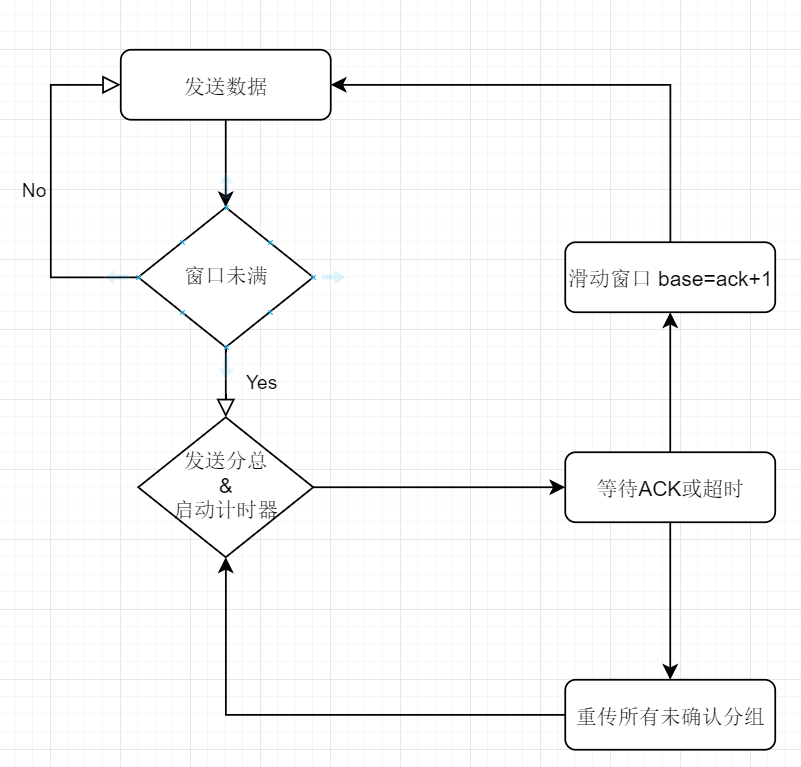 发送数据
No
窗口未满
滑动窗口 base=ack+1
Yes
发送分总
&
启动计时器
等待ACK或超时
重传所有未确认分组